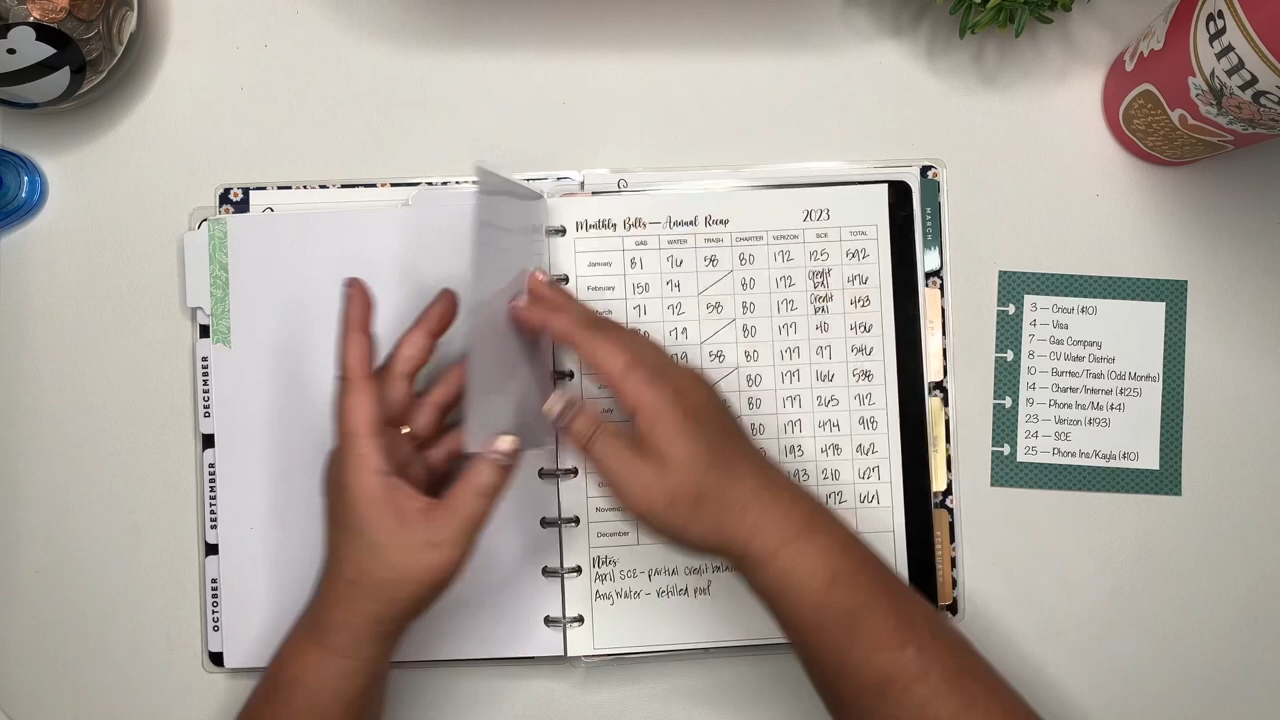 Monthly Bills—Annual Recap 2023
GAS WATER TRASH CHARTER VERIZON SCE TOTAL
January 81 76 58 80 172 125 592
February 150 74 80 172 Credit bal 476
March 71 72 58 80 172 Credit bal 453
79 80 177 40 456
58 80 177 97 546
80 177 166 538
July 80 177 265 712
80 177 474 918
193 478 962
193 210 627
November 172 661
December
Notes:
April SCE - partial credit
Aug Water - refilled pool
DECEMBER
SEPTEMBER
OCTOBER
MARCH
MAY
FEBRUARY
3 — Cricut ($10)
4 — Visa
7 — Gas Company
8 — CV Water District
10 — Burrtec/Trash (Odd Months)
14 — Charter/Internet ($125)
19 — Phone Ins/Me ($4)
23 — Verizon ($193)
24 — SCE
25 — Phone Ins/Kayla ($10)
ame